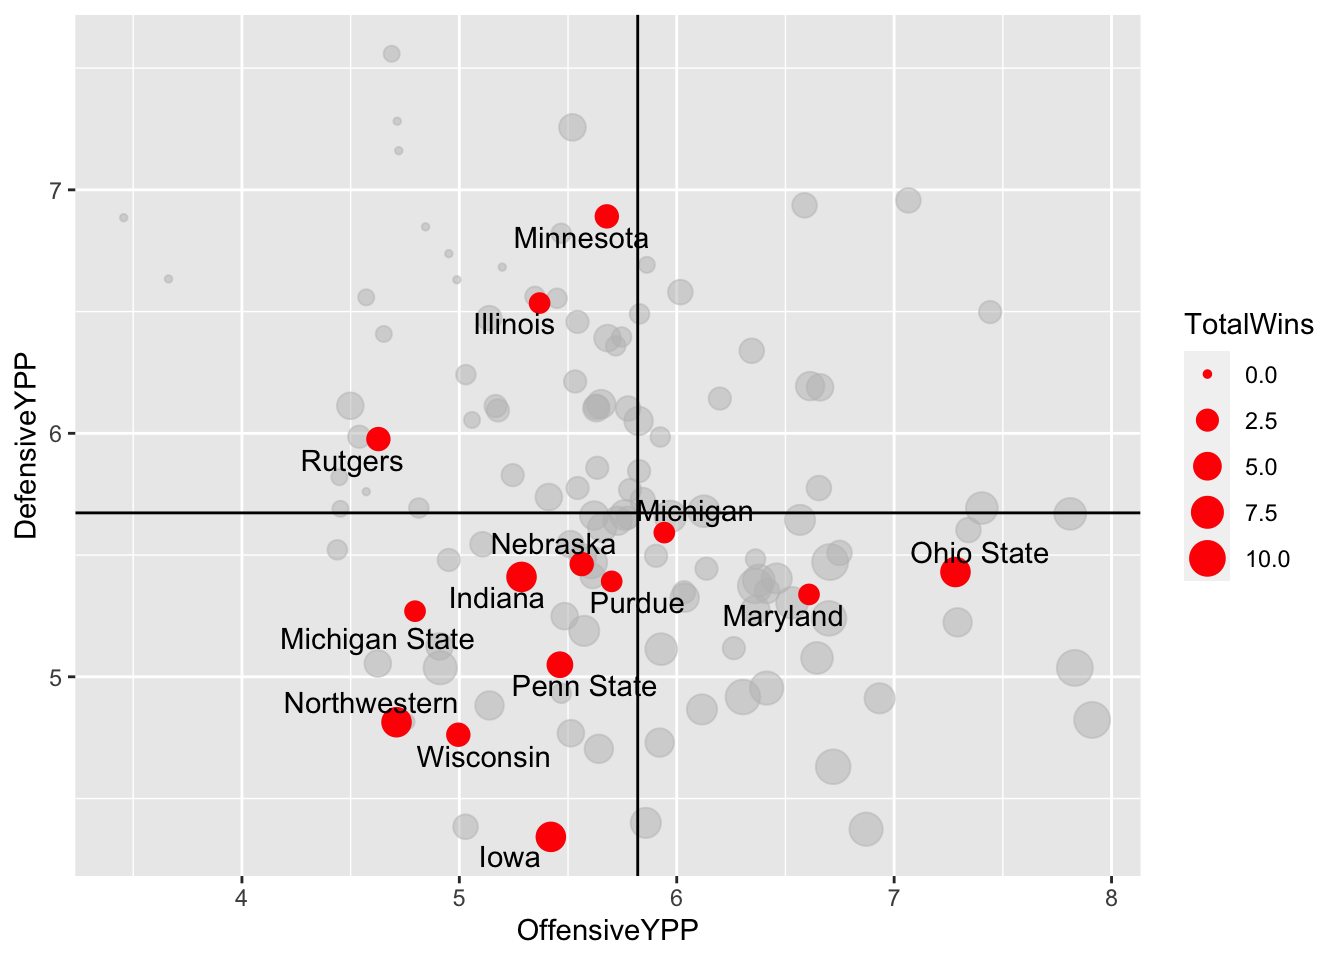 7
6
5
DefensiveYPP
Minnesota
Illinois
Rutgers
Michigan
Nebraska
Ohio State
Indiana
Purdue
Maryland
Michigan State
Penn State
Northwestern
Wisconsin
Iowa
4
5
6
7
8
OffensiveYPP
TotalWins
0.0
2.5
5.0
7.5
10.0